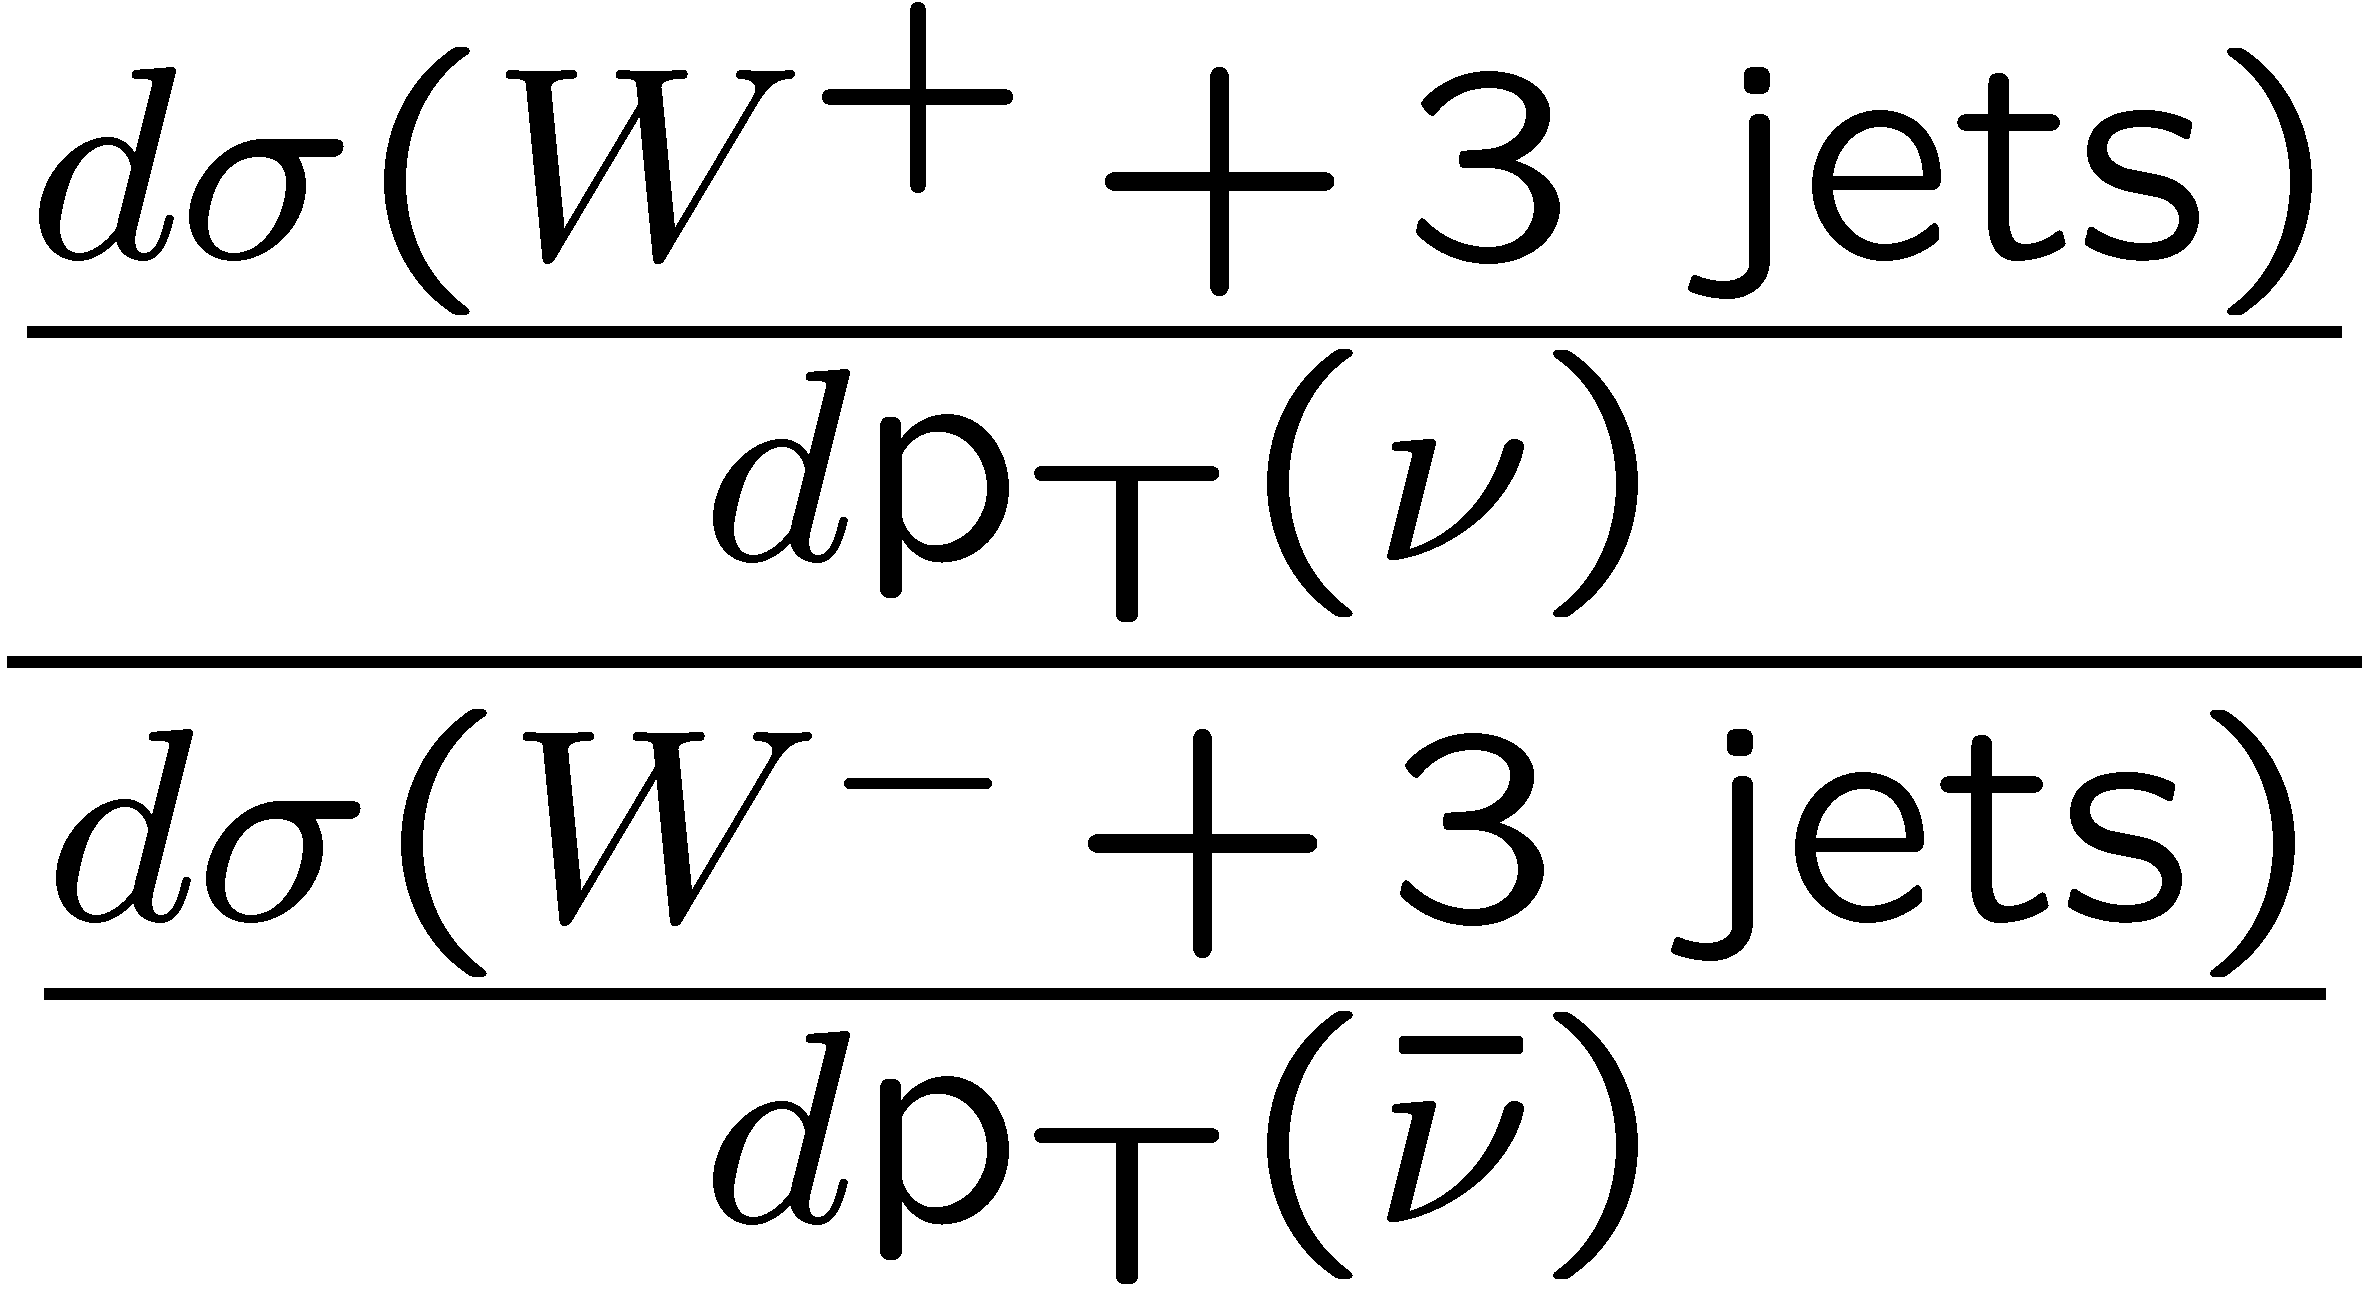 dσ(W⁺ + 3 jets)
dp_T(ν)
dσ(W⁻ + 3 jets)
dp_T(ν̄)